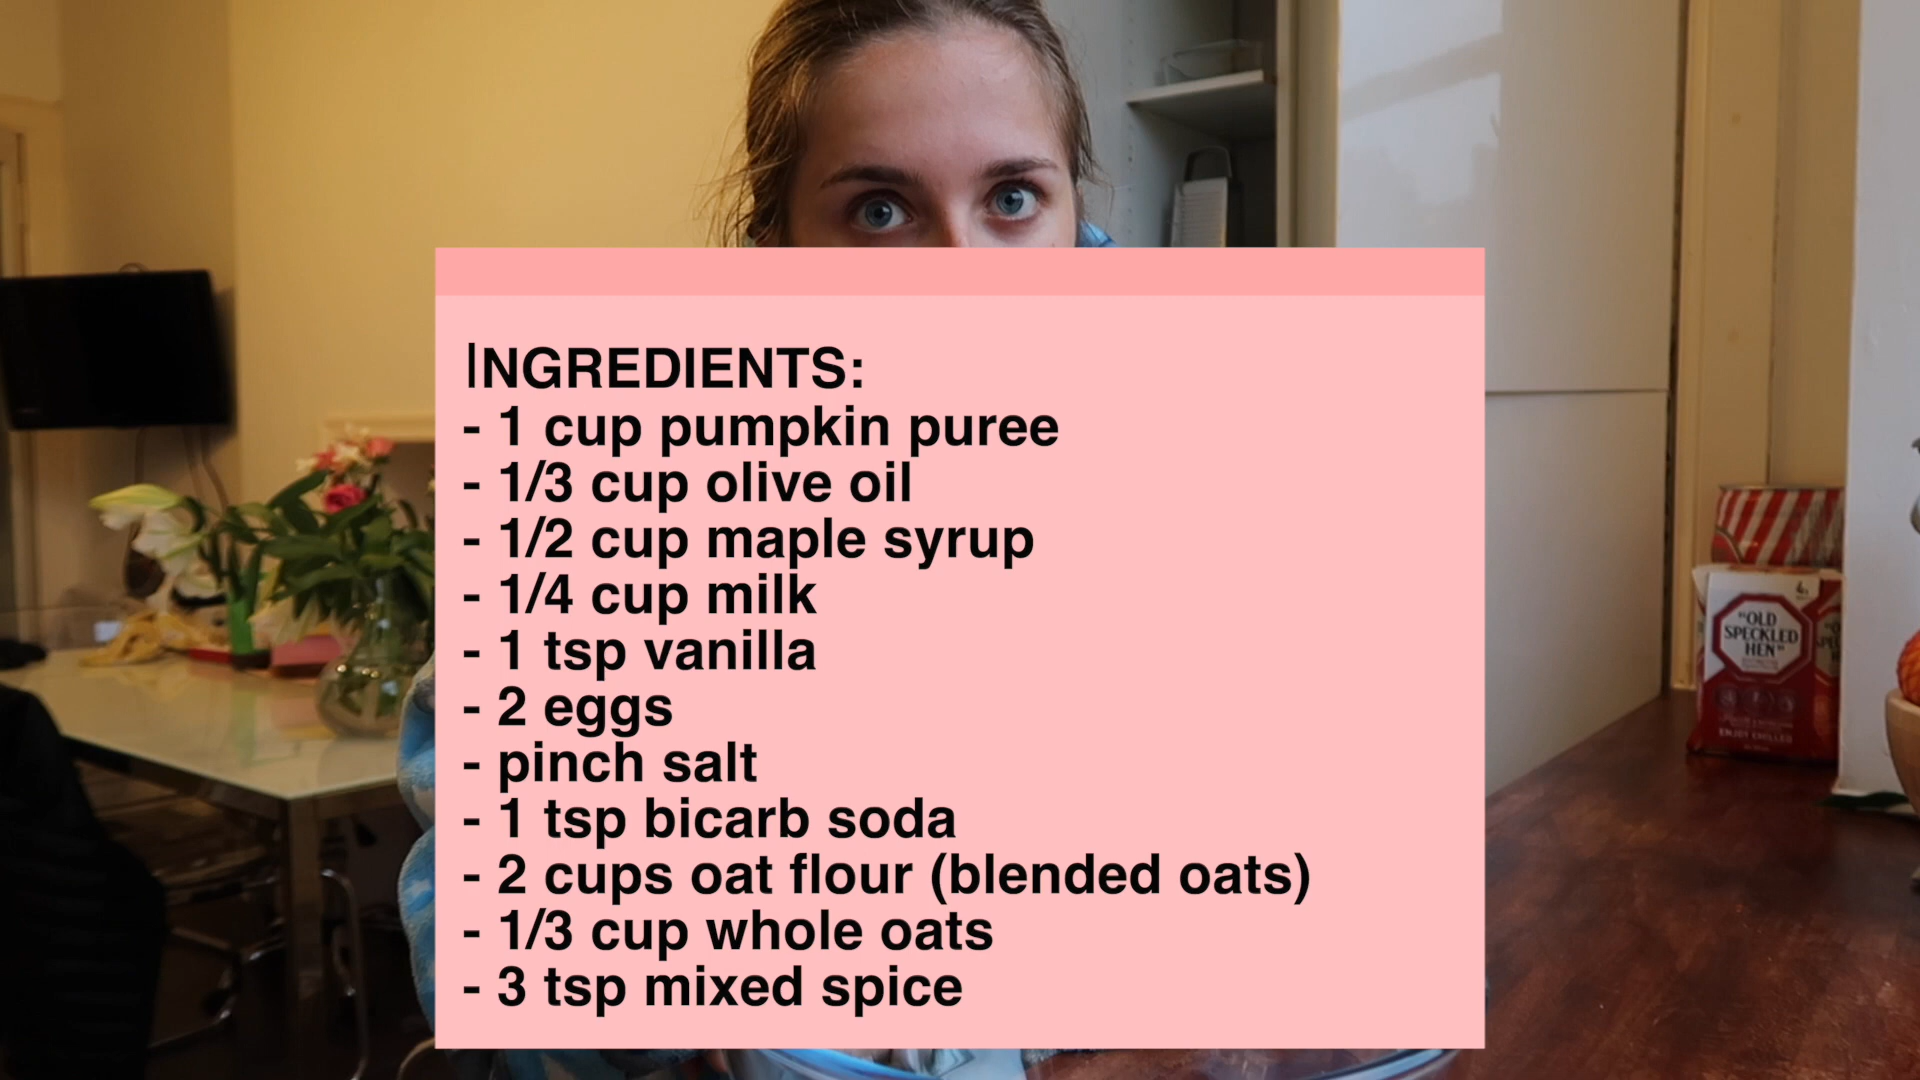 INGREDIENTS:
- 1 cup pumpkin puree
- 1/3 cup olive oil
- 1/2 cup maple syrup
- 1/4 cup milk
- 1 tsp vanilla
- 2 eggs
- pinch salt
- 1 tsp bicarb soda
- 2 cups oat flour (blended oats)
- 1/3 cup whole oats
- 3 tsp mixed spice
"OLD
SPECKLED
HEN"
ENJOY CHILLED